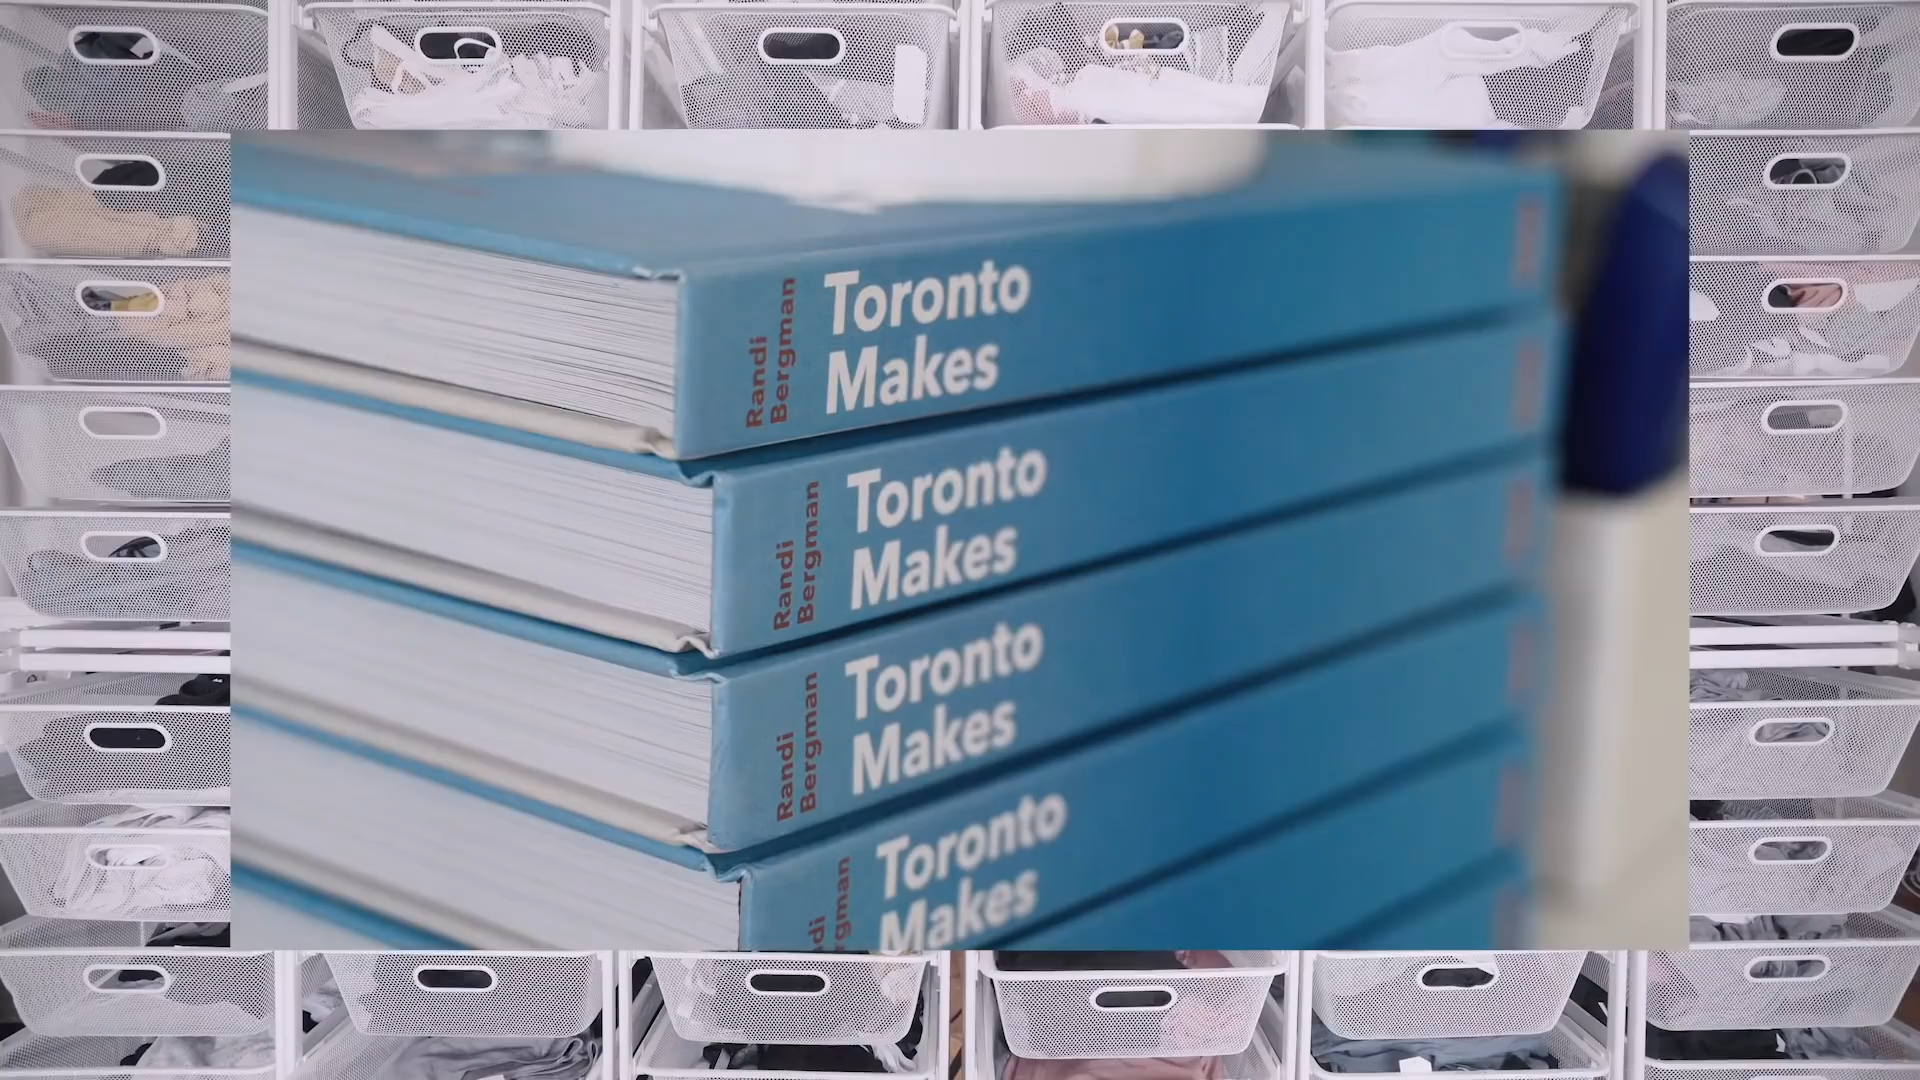 Randi
Bergman
Toronto
Makes
Randi
Bergman
Toronto
Makes
Randi
Bergman
Toronto
Makes
Toronto
Makes